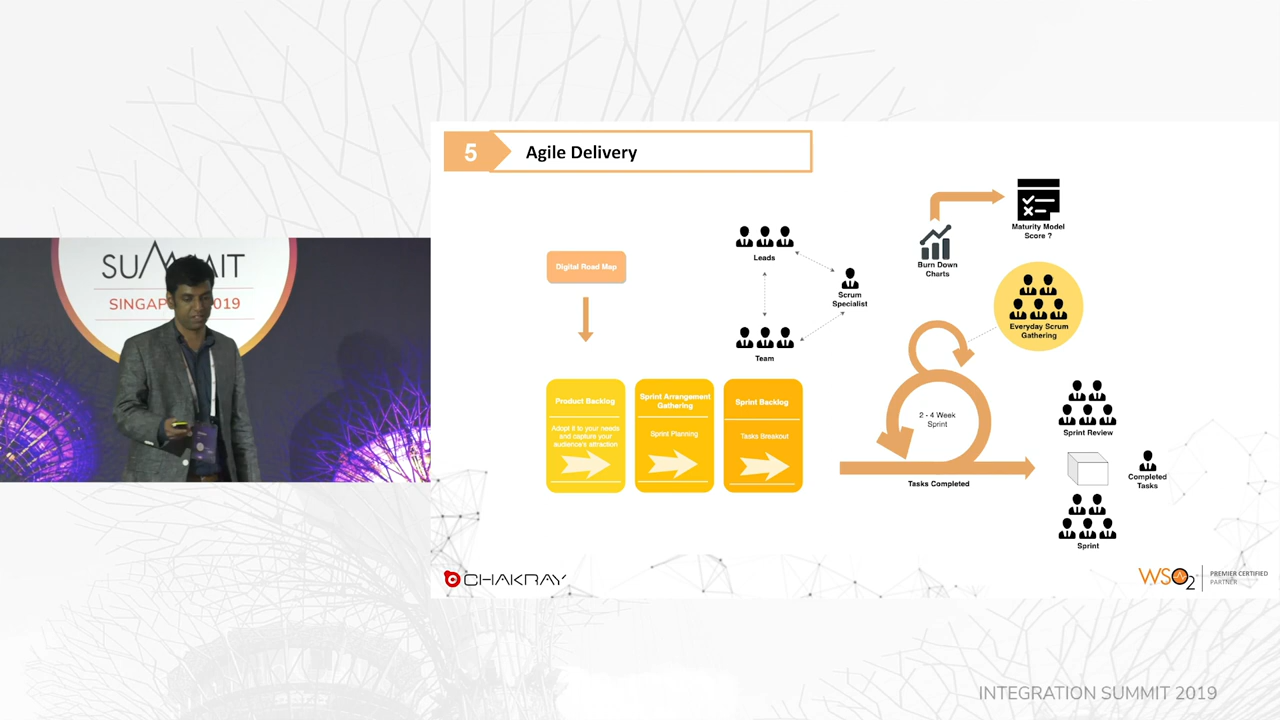 SUMMIT
SINGAP 2019
5
Agile Delivery
Digital Road Map
Leads
Scrum
Specialist
Team
Burn Down
Charts
Maturity Model
Score ?
Everyday Scrum
Gathering
Product Backlog
Adopt it to your needs
and capture your
audience's attraction
Sprint Arrangement
Gathering
Sprint Planning
Sprint Backlog
Tasks Breakout
2 - 4 Week
Sprint
Tasks Completed
Sprint Review
Completed
Tasks
Sprint
CHAKRAY
WSO2
PREMIER CERTIFIED
PARTNER
INTEGRATION SUMMIT 2019